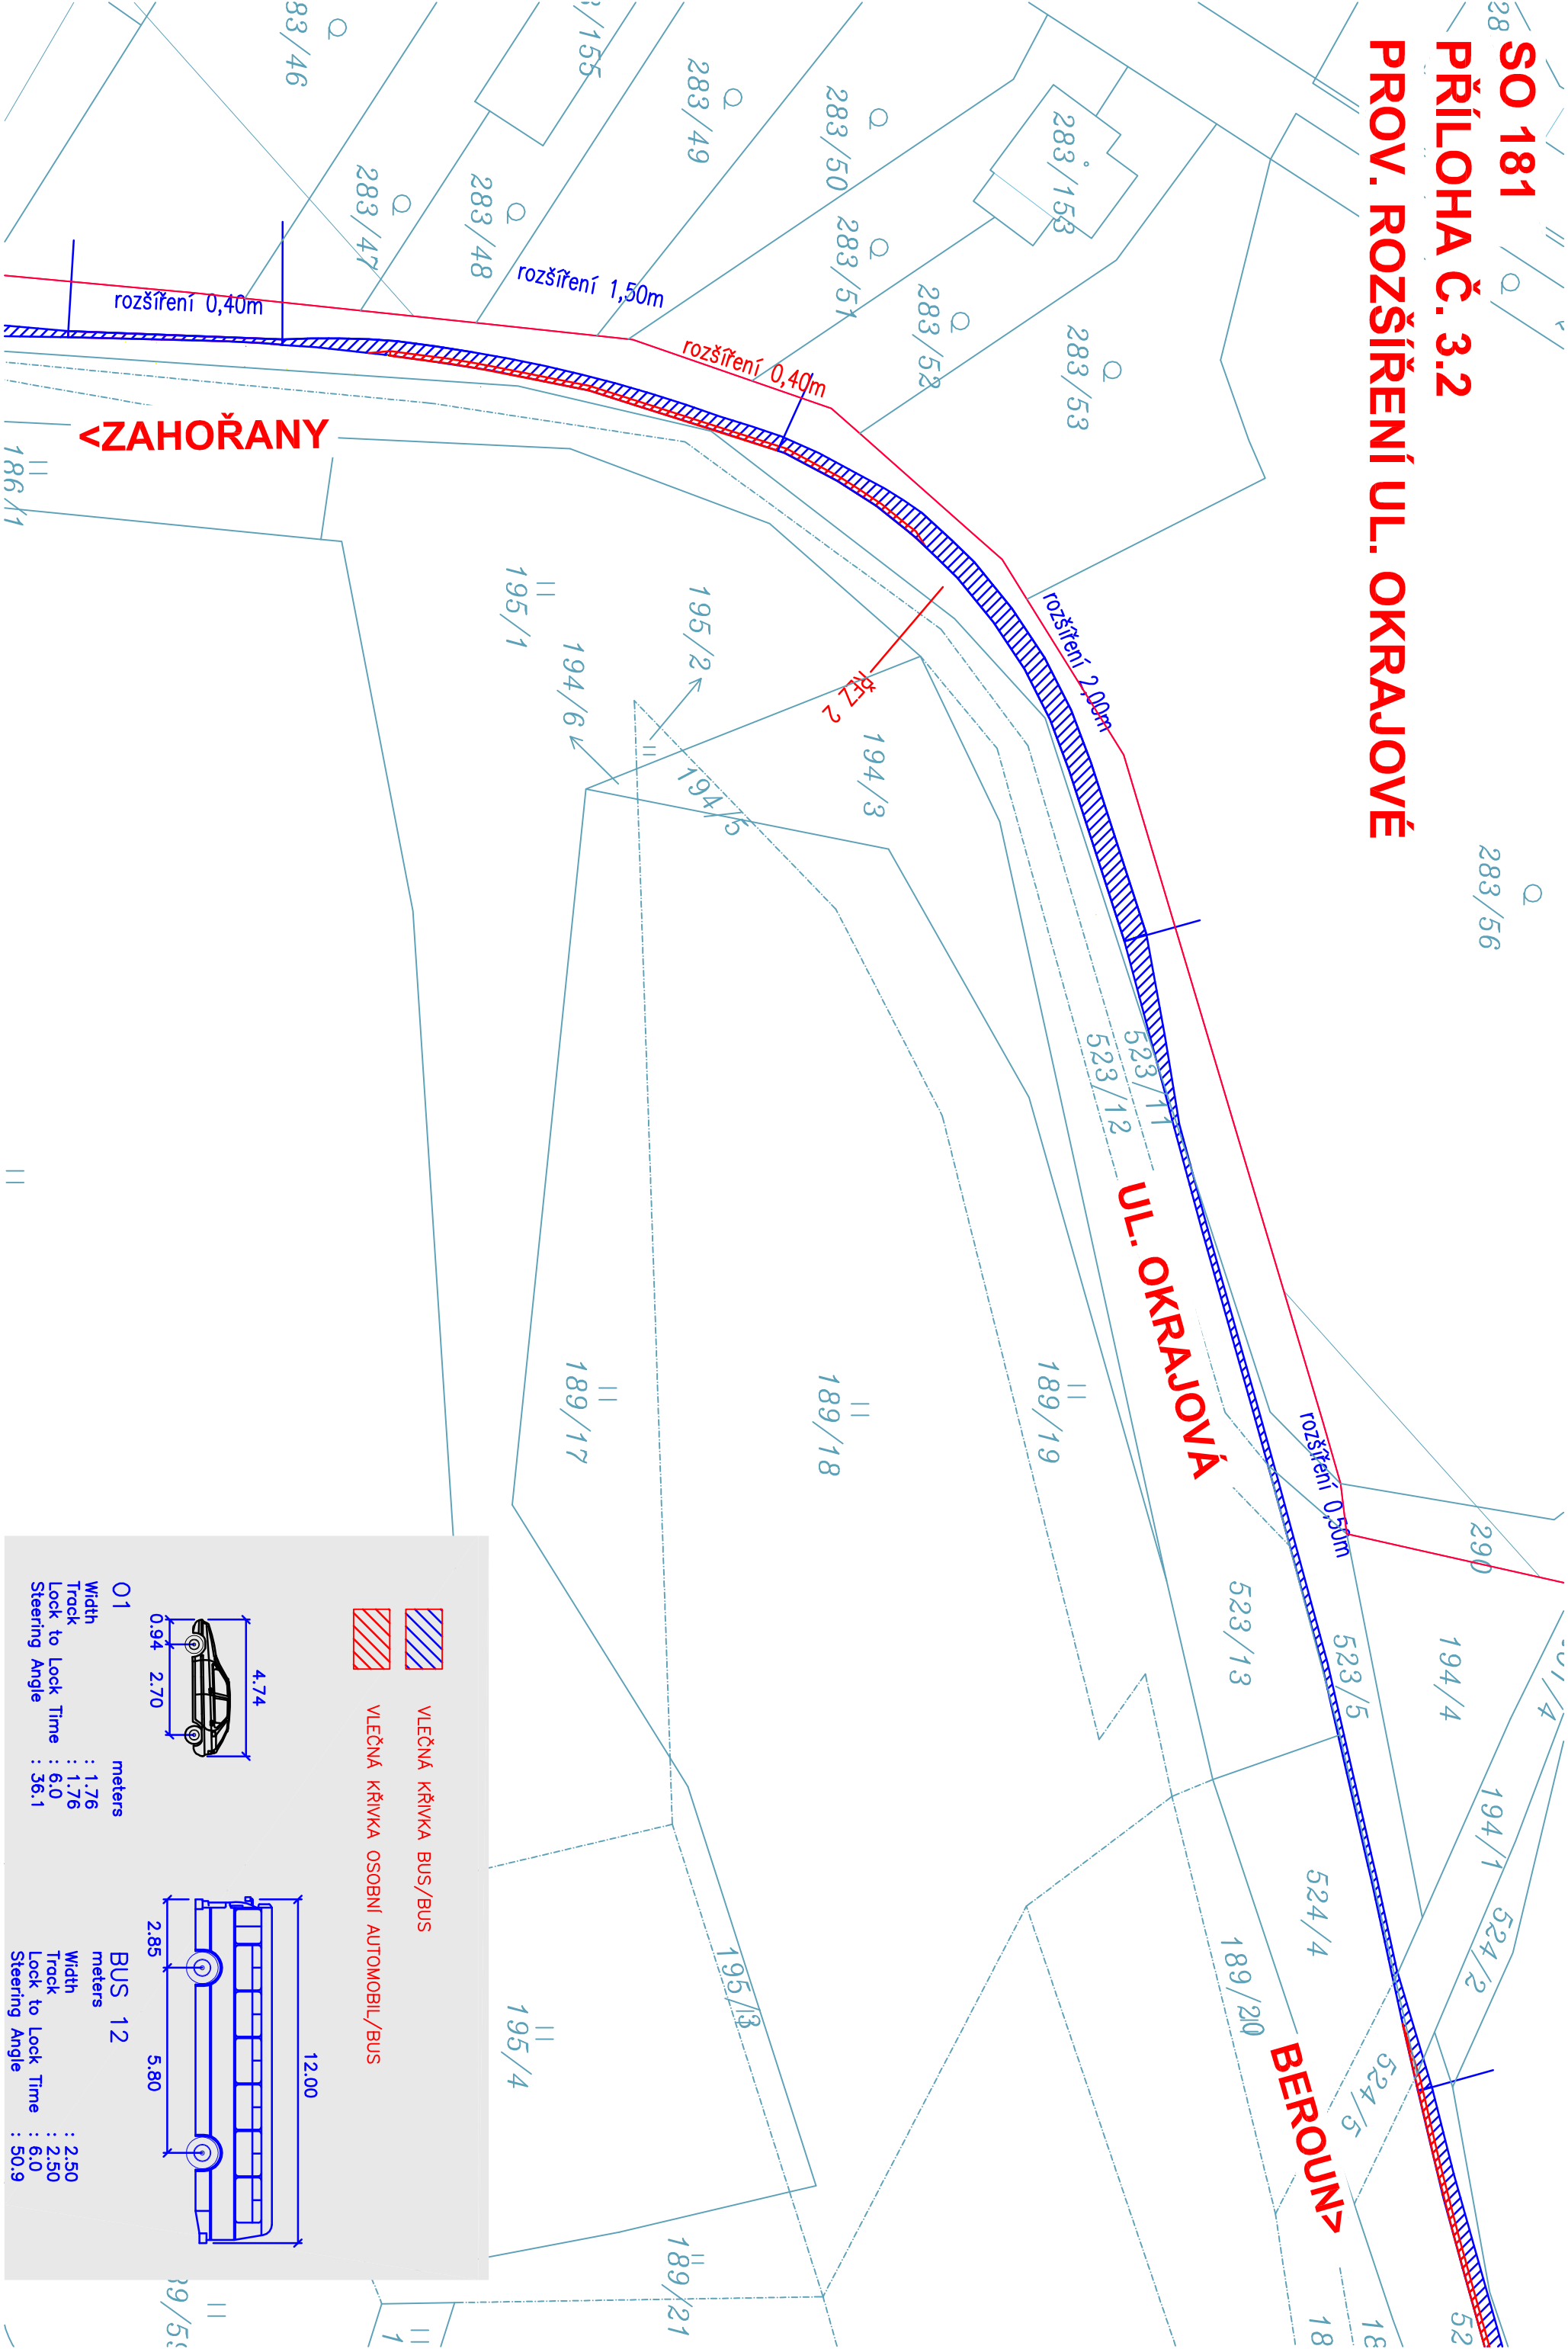 SO 181
PŘÍLOHA Č. 3.2
PROV. ROZŠÍŘENÍ UL. OKRAJOVÉ
283/46
283/155
283/49
283/50
283/153
283/47
283/48
283/51
283/52
283/53
283/56
rozšíření 0,40m
rozšíření 1,50m
rozšíření 0,40m
rozšíření 2,00m
rozšíření 0,50m
<ZAHOŘANY
186/1
195/1
195/2
194/6
194/5
194/3
ŘEZ 2
523/11
523/12
UL. OKRAJOVÁ
189/17
189/18
189/19
290
523/13
523/5
194/4
194/1
524/2
524/4
524/5
189/20
BEROUN>
195/3
195/4
189/21
VLEČNÁ KŘIVKA BUS/BUS
VLEČNÁ KŘIVKA OSOBNÍ AUTOMOBIL/BUS
4.74
0.94
2.70
O1
meters
Width : 1.76
Track : 1.76
Lock to Lock Time : 6.0
Steering Angle : 36.1
12.00
2.85
5.80
BUS 12
meters
Width : 2.50
Track : 2.50
Lock to Lock Time : 6.0
Steering Angle : 50.9